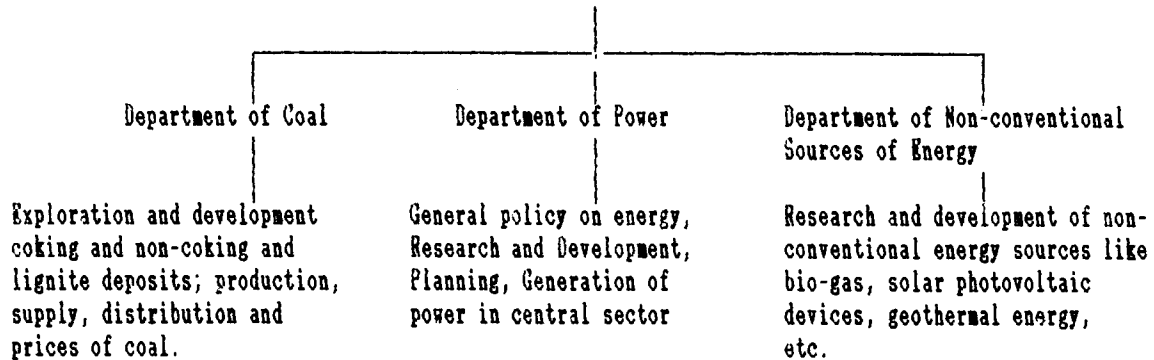 Department of Coal
Department of Power
Department of Non-conventional
Sources of Energy
Exploration and development
coking and non-coking and
lignite deposits; production,
supply, distribution and
prices of coal.
General policy on energy,
Research and Development,
Planning, Generation of
power in central sector
Research and development of non-
conventional energy sources like
bio-gas, solar photovoltaic
devices, geothermal energy,
etc.